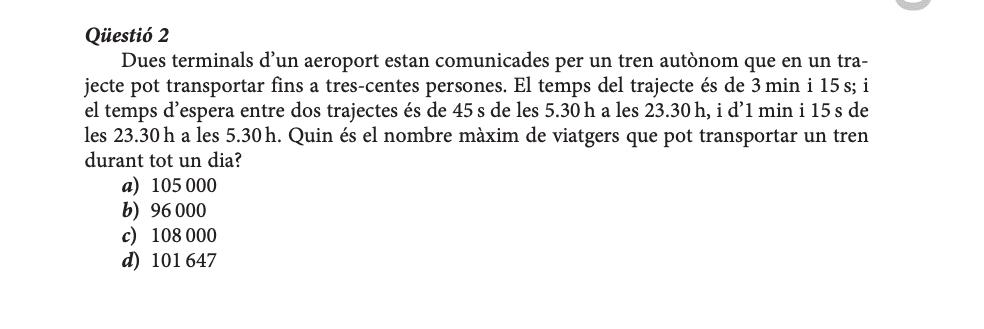 Qüestió 2
Dues terminals d’un aeroport estan comunicades per un tren autònom que en un tra-
jecte pot transportar fins a tres-centes persones. El temps del trajecte és de 3 min i 15 s; i
el temps d’espera entre dos trajectes és de 45 s de les 5.30 h a les 23.30 h, i d’1 min i 15 s de
les 23.30 h a les 5.30 h. Quin és el nombre màxim de viatgers que pot transportar un tren
durant tot un dia?
a) 105 000
b) 96 000
c) 108 000
d) 101 647